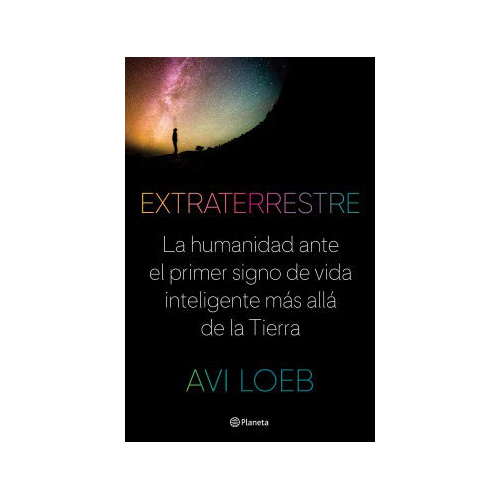 EXTRATERRESTRE
La humanidad ante
el primer signo de vida
inteligente más allá
de la Tierra
AVI LOEB
Planeta